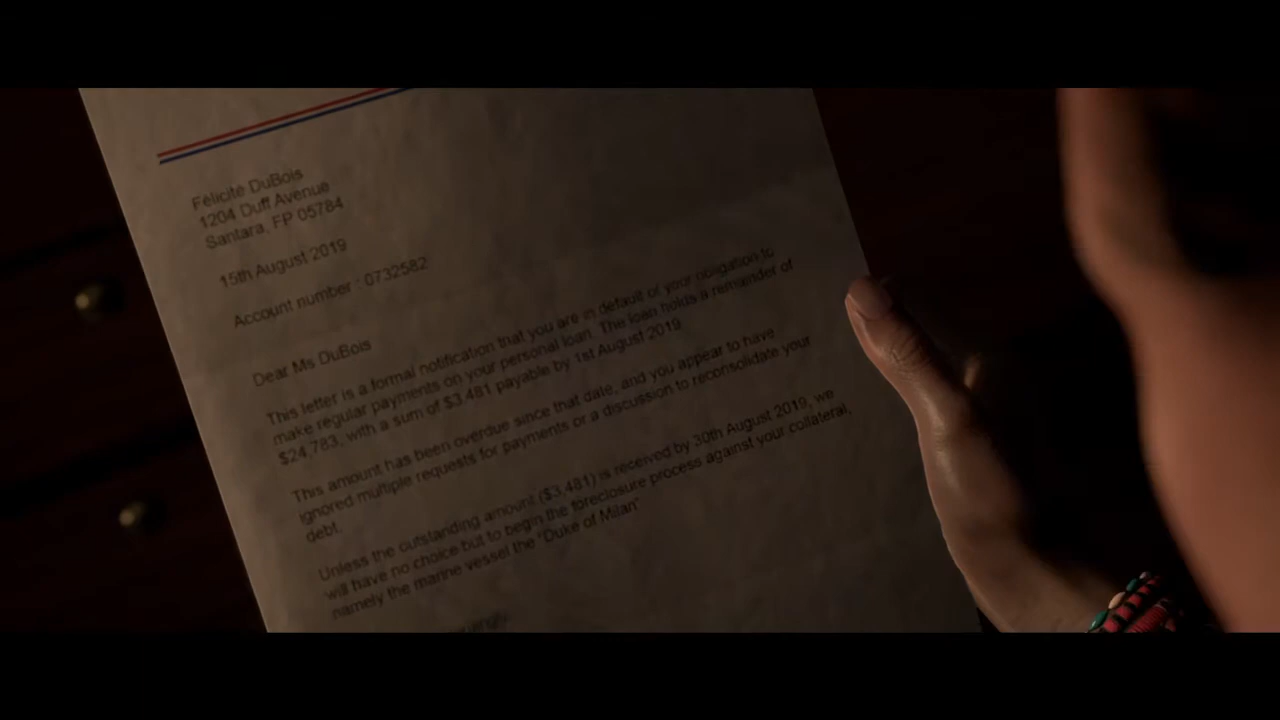 Félicité DuBois
1204 Duff Avenue
Santara, FP 05784
15th August 2019
Account number : 0732582
Dear Ms DuBois
This letter is a formal notification that you are in default of your obligation to
make regular payments on your personal loan. The loan holds a remainder of
$24,783, with a sum of $3,481 payable by 1st August 2019.
This amount has been overdue since that date, and you appear to have
ignored multiple requests for payments or a discussion to reconsolidate your
debt.
Unless the outstanding amount ($3,481) is received by 30th August 2019, we
will have no choice but to begin the foreclosure process against your collateral,
namely the marine vessel the "Duke of Milan"